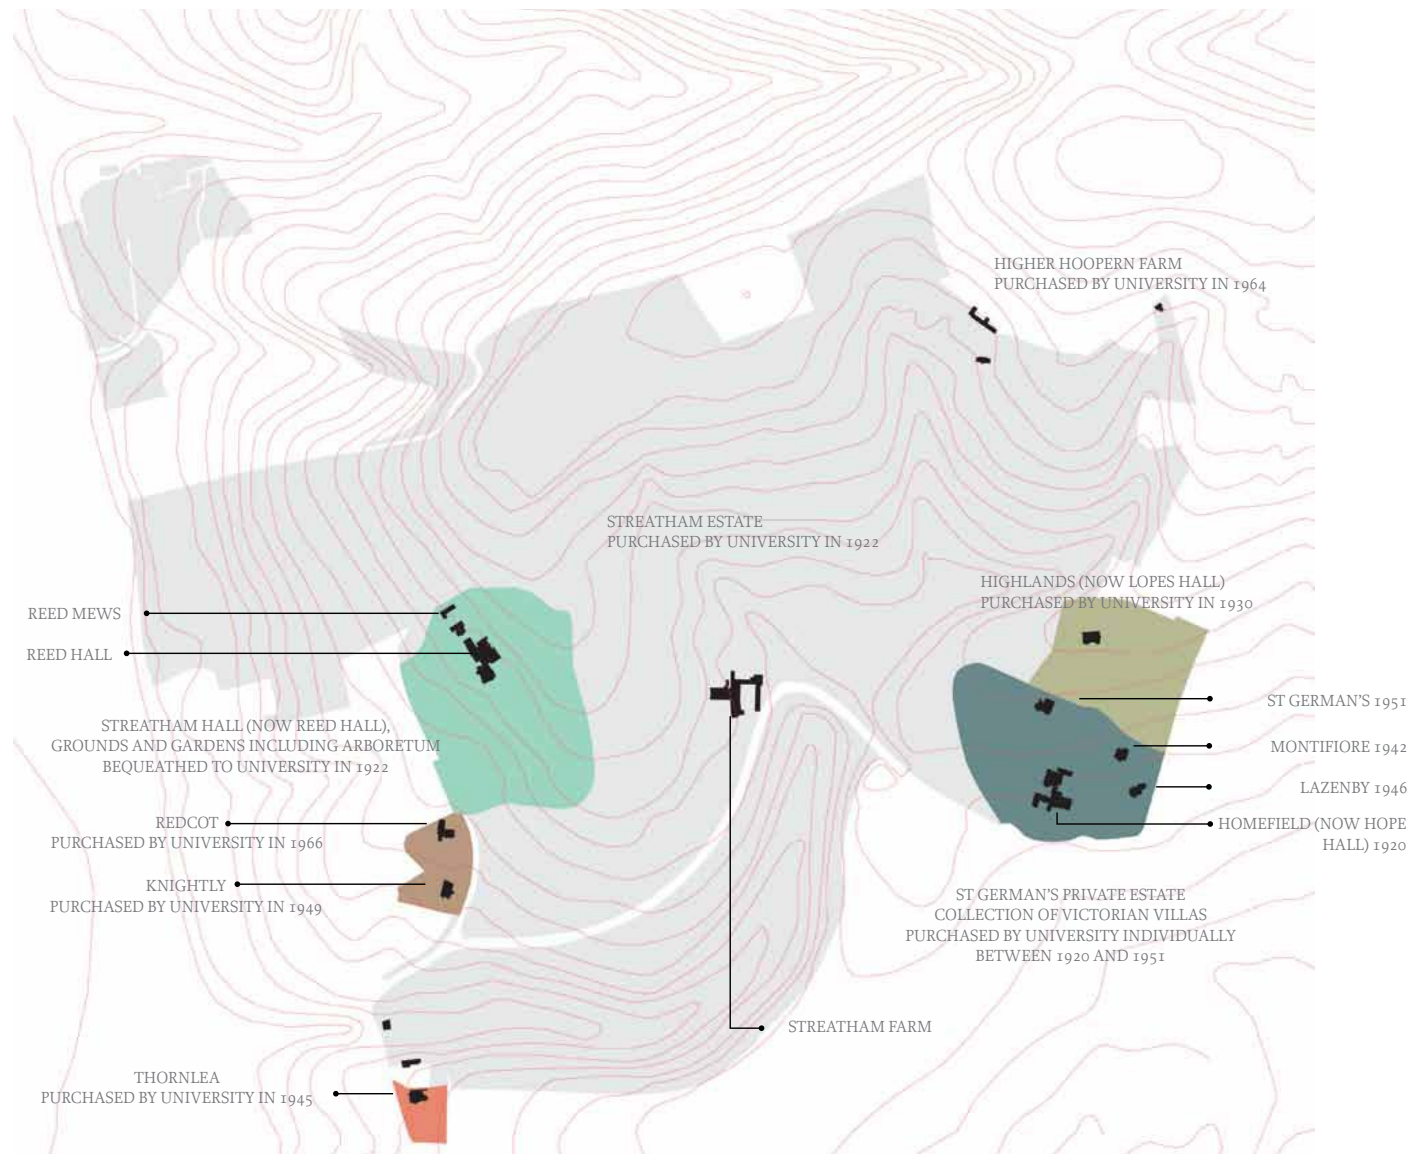 HIGHER HOOPERN FARM
PURCHASED BY UNIVERSITY IN 1964
STREATHAM ESTATE
PURCHASED BY UNIVERSITY IN 1922
HIGHLANDS (NOW LOPES HALL)
PURCHASED BY UNIVERSITY IN 1930
REED MEWS
REED HALL
STREATHAM HALL (NOW REED HALL),
GROUNDS AND GARDENS INCLUDING ARBORETUM
BEQUEATHED TO UNIVERSITY IN 1922
ST GERMAN'S 1951
MONTIFIORE 1942
LAZENBY 1946
HOMEFIELD (NOW HOPE
HALL) 1920
REDCOT
PURCHASED BY UNIVERSITY IN 1966
KNIGHTLY
PURCHASED BY UNIVERSITY IN 1949
ST GERMAN'S PRIVATE ESTATE
COLLECTION OF VICTORIAN VILLAS
PURCHASED BY UNIVERSITY INDIVIDUALLY
BETWEEN 1920 AND 1951
STREATHAM FARM
THORNLEA
PURCHASED BY UNIVERSITY IN 1945